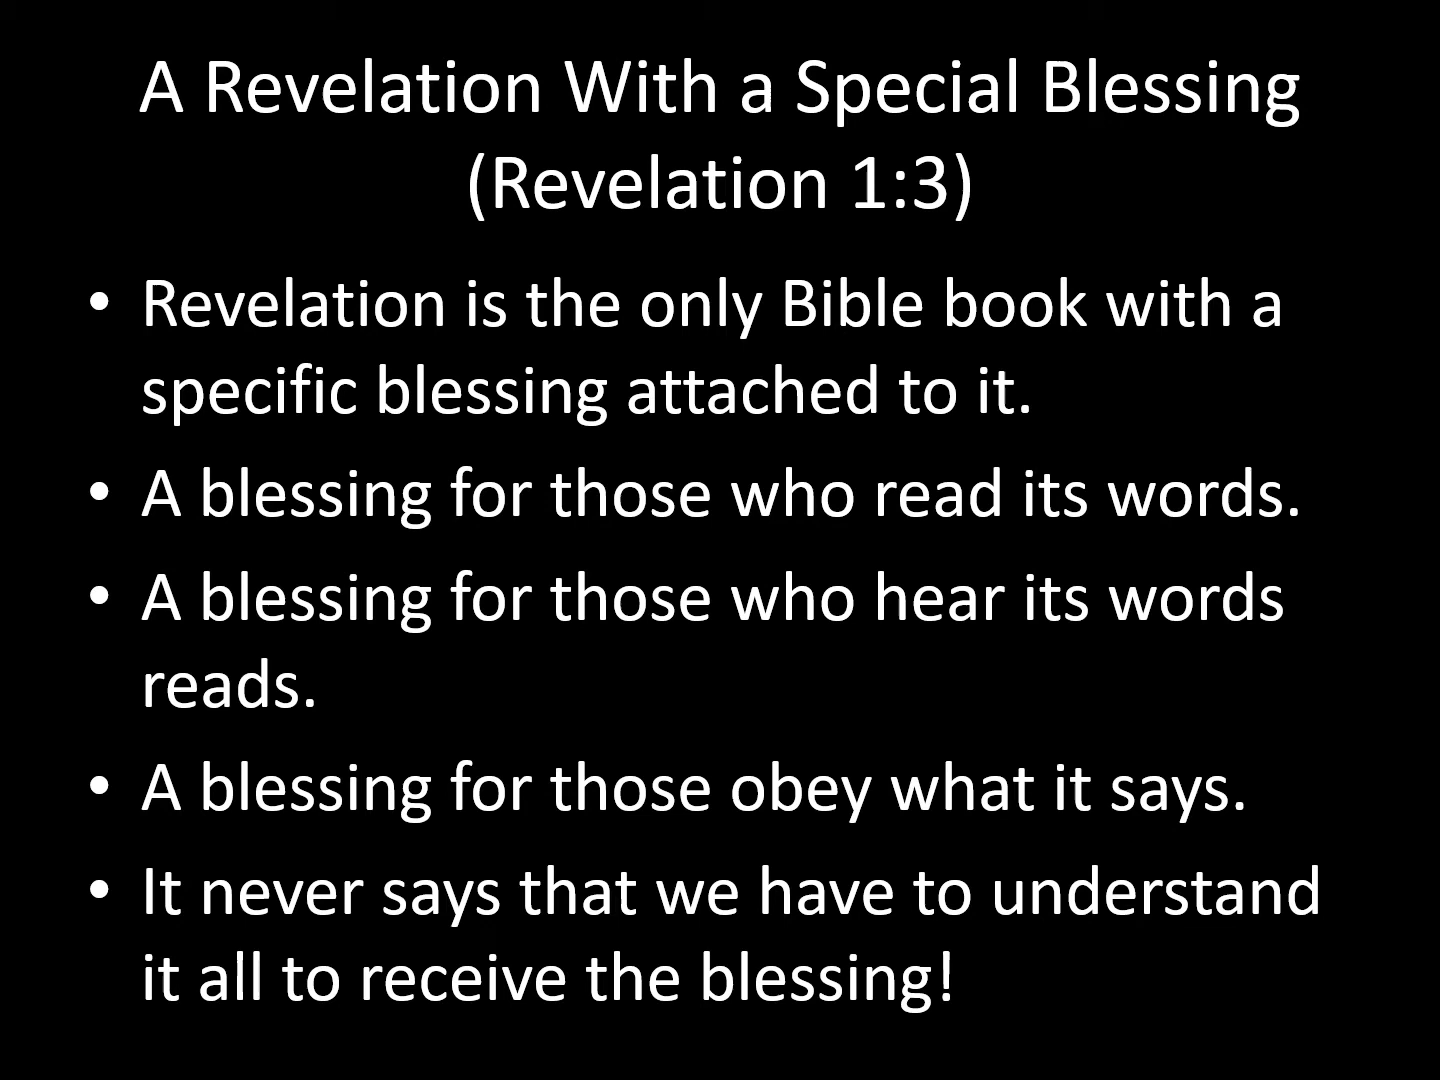 A Revelation With a Special Blessing
(Revelation 1:3)
• Revelation is the only Bible book with a
specific blessing attached to it.
• A blessing for those who read its words.
• A blessing for those who hear its words
reads.
• A blessing for those obey what it says.
• It never says that we have to understand
it all to receive the blessing!